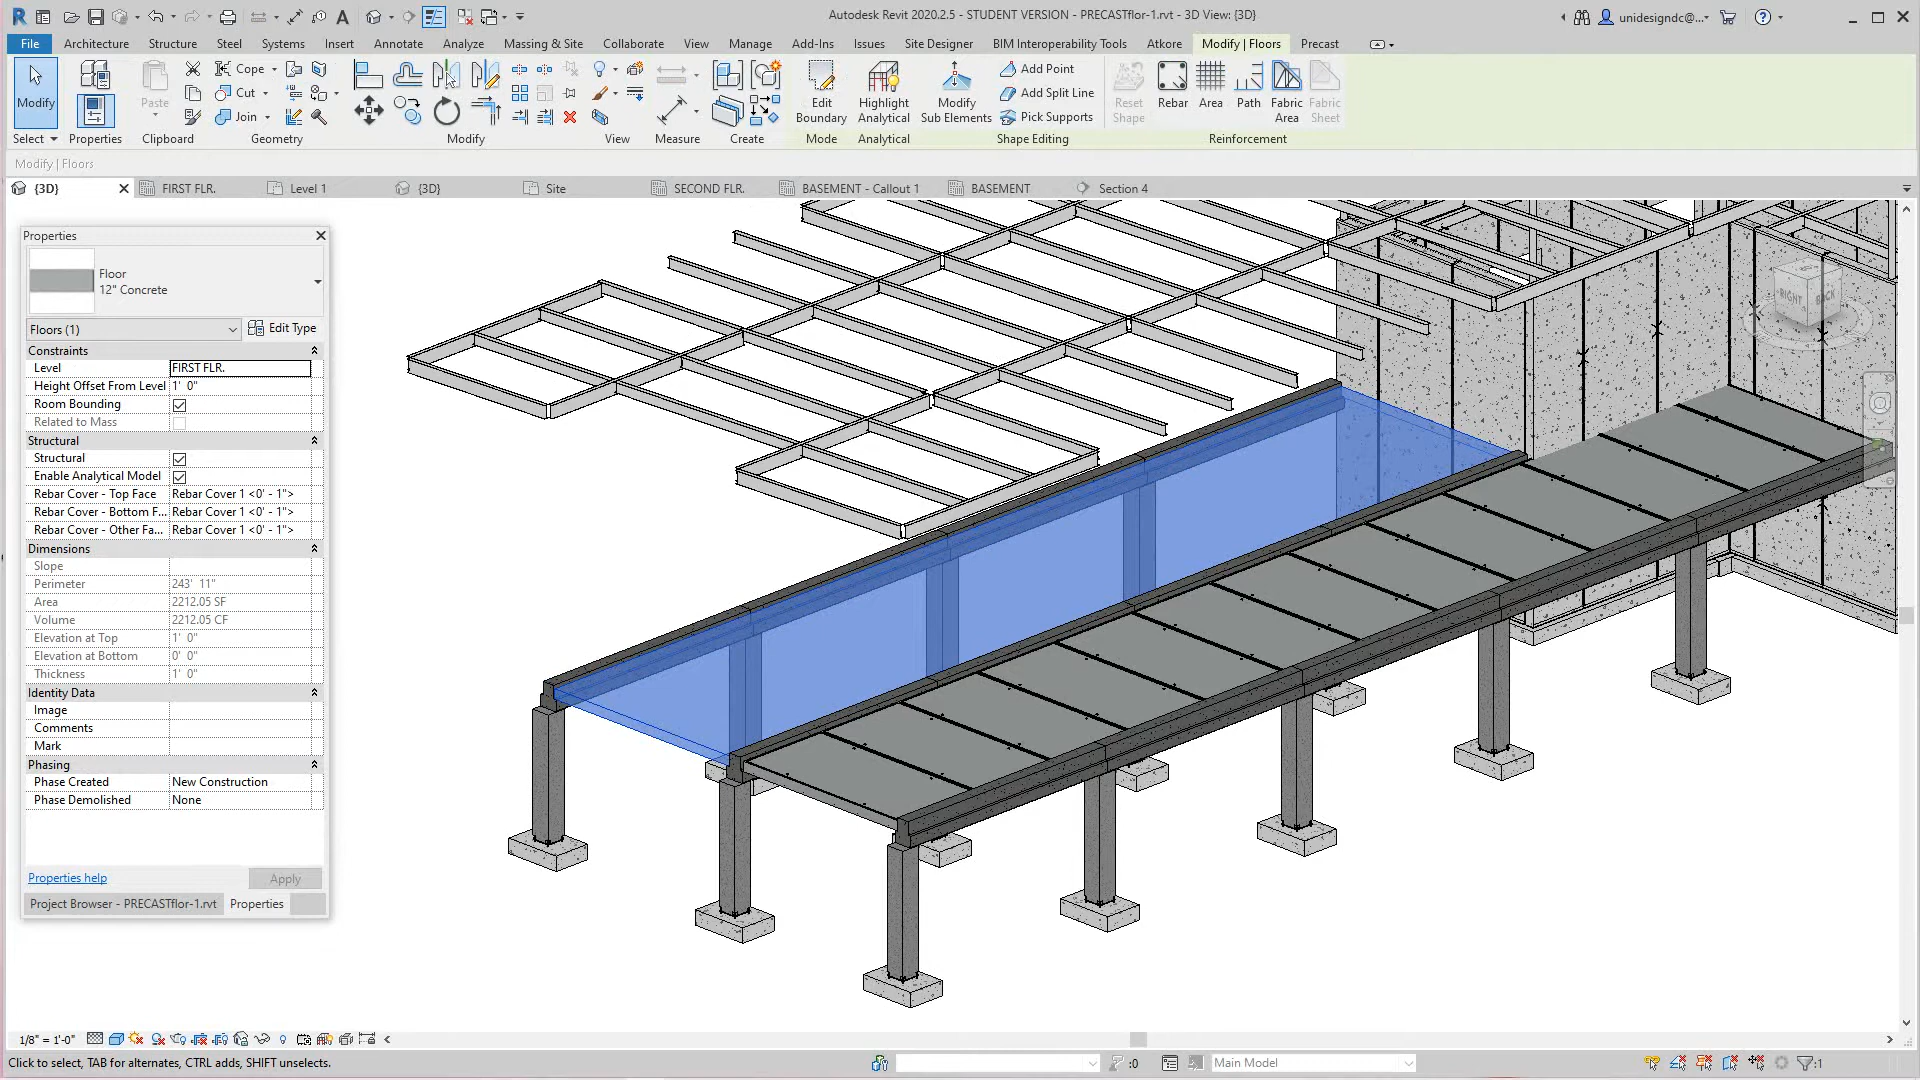 Autodesk Revit 2020.2.5 - STUDENT VERSION - PRECASTflor-1.rvt - 3D View: {3D}
unidesigndc@...
File Architecture Structure Steel Systems Insert Annotate Analyze Massing & Site Collaborate View Manage Add-Ins Issues Site Designer BIM Interoperability Tools Atkore Modify | Floors Precast
Modify
Select
Properties
Paste
Clipboard
Cope
Cut
Join
Geometry
Modify
View
Measure
Create
Edit Boundary
Mode
Highlight Analytical
Analytical
Modify Sub Elements
Add Point
Add Split Line
Pick Supports
Shape Editing
Reset Shape
Rebar
Area
Path
Fabric Area
Fabric Sheet
Reinforcement
Modify | Floors
{3D} FIRST FLR. Level 1 {3D} Site SECOND FLR. BASEMENT - Callout 1 BASEMENT Section 4
Properties
Floor
12" Concrete
Floors (1) Edit Type
Constraints
Level FIRST FLR.
Height Offset From Level 1' 0"
Room Bounding
Related to Mass
Structural
Structural
Enable Analytical Model
Rebar Cover - Top Face Rebar Cover 1 <0' - 1">
Rebar Cover - Bottom F... Rebar Cover 1 <0' - 1">
Rebar Cover - Other Fa... Rebar Cover 1 <0' - 1">
Dimensions
Slope
Perimeter 243' 11"
Area 2212.05 SF
Volume 2212.05 CF
Elevation at Top 1' 0"
Elevation at Bottom 0' 0"
Thickness 1' 0"
Identity Data
Image
Comments
Mark
Phasing
Phase Created New Construction
Phase Demolished None
Properties help Apply
Project Browser - PRECASTflor-1.rvt Properties
RIGHT BACK
1/8" = 1'-0"
Click to select, TAB for alternates, CTRL adds, SHIFT unselects.
:0
Main Model
:1